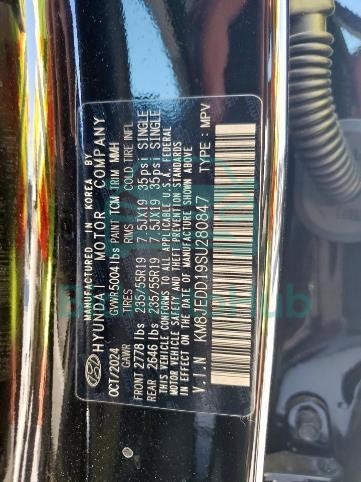 MANUFACTURED IN KOREA BY
HYUNDAI MOTOR COMPANY
OCT/2024 GVWR 5004 lbs PAINT TCM TRIM MMH
GAWR TIRES RIMS COLD TIRE INFL
FRONT 2778 lbs 235/55R19 7.5JX19 35psi SINGLE
REAR 2646 lbs 235/55R19 7.5JX19 35psi SINGLE
THIS VEHICLE CONFORMS TO ALL APPLICABLE U.S.A. FEDERAL
MOTOR VEHICLE SAFETY AND THEFT PREVENTION STANDARDS
IN EFFECT ON THE DATE OF MANUFACTURE SHOWN ABOVE
V.I.N KM8JEDD19SU280847 TYPE: MPV